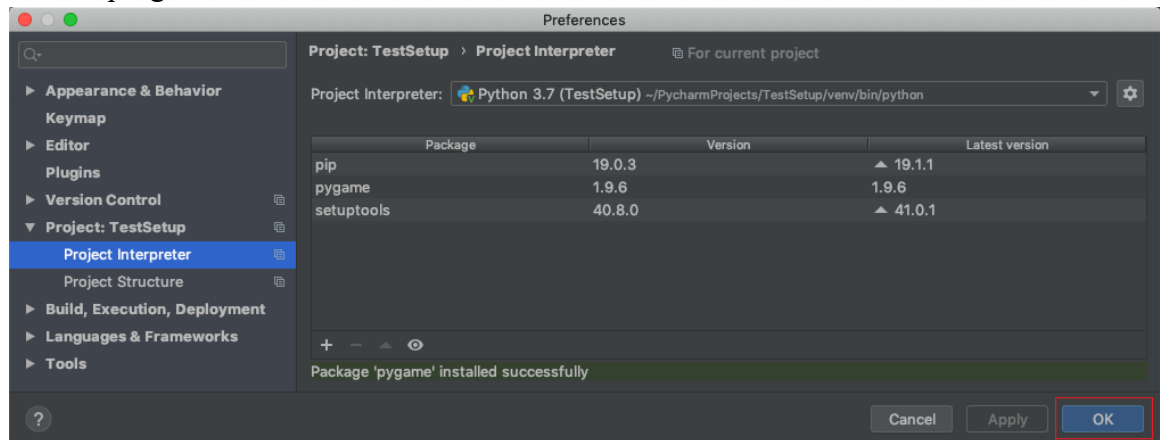 Preferences
Project: TestSetup › Project Interpreter For current project
Appearance & Behavior
Keymap
Editor
Plugins
Version Control
Project: TestSetup
Project Interpreter
Project Structure
Build, Execution, Deployment
Languages & Frameworks
Tools
Project Interpreter: Python 3.7 (TestSetup) ~/PycharmProjects/TestSetup/venv/bin/python
Package Version Latest version
pip 19.0.3 ▲ 19.1.1
pygame 1.9.6 1.9.6
setuptools 40.8.0 ▲ 41.0.1
Package 'pygame' installed successfully
? Cancel Apply OK